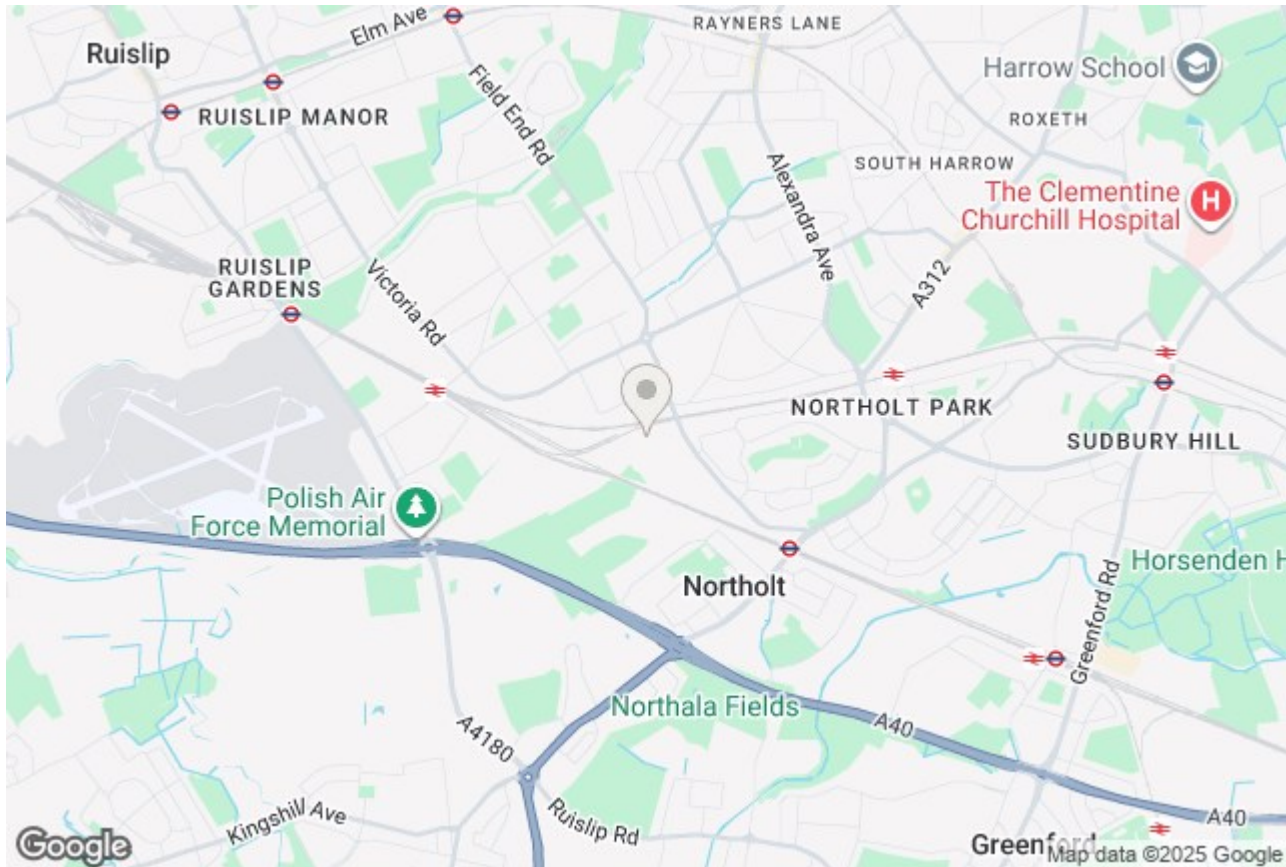 RAYNERS LANE
Elm Ave
Ruislip
Harrow School
RUISLIP MANOR
Field End Rd
ROXETH
SOUTH HARROW
Alexandra Ave
The Clementine
Churchill Hospital
H
RUISLIP
GARDENS
Victoria Rd
A312
NORTHOLT PARK
SUDBURY HILL
Polish Air
Force Memorial
Horsenden H
Northolt
Greenford Rd
Northala Fields
A40
A4180
Kingshill Ave
Ruislip Rd
A40
Greenford
Google
Map data ©2025 Google